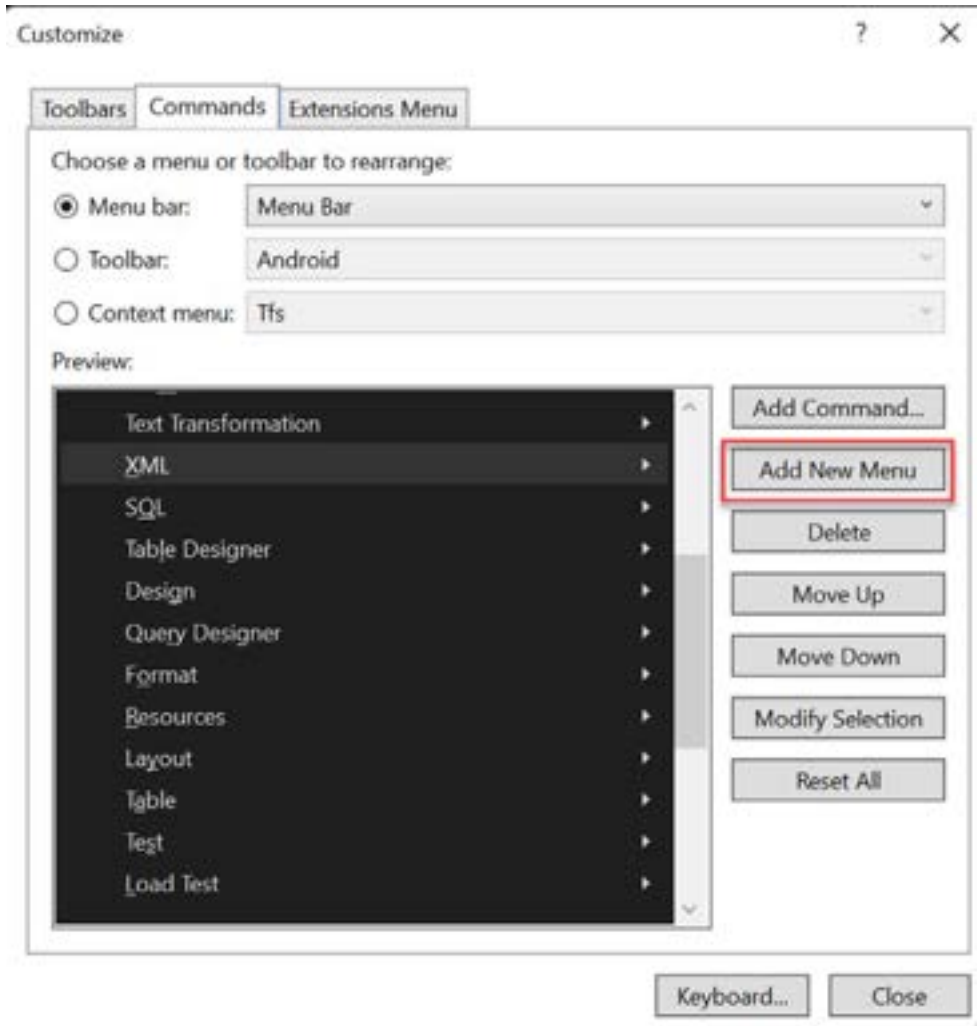 Customize
?
Toolbars Commands Extensions Menu
Choose a menu or toolbar to rearrange:
Menu bar: Menu Bar
Toolbar: Android
Context menu: Tfs
Preview:
Text Transformation
XML
SQL
Table Designer
Design
Query Designer
Format
Resources
Layout
Table
Test
Load Test
Add Command...
Add New Menu
Delete
Move Up
Move Down
Modify Selection
Reset All
Keyboard... Close